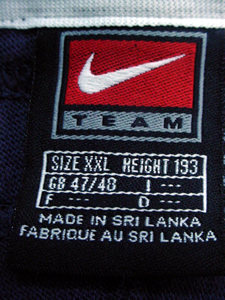 TEAM
SIZE XXL HEIGHT 193
GB 47/48 I ---
F --- D ---
MADE IN SRI LANKA
FABRIQUE AU SRI LANKA